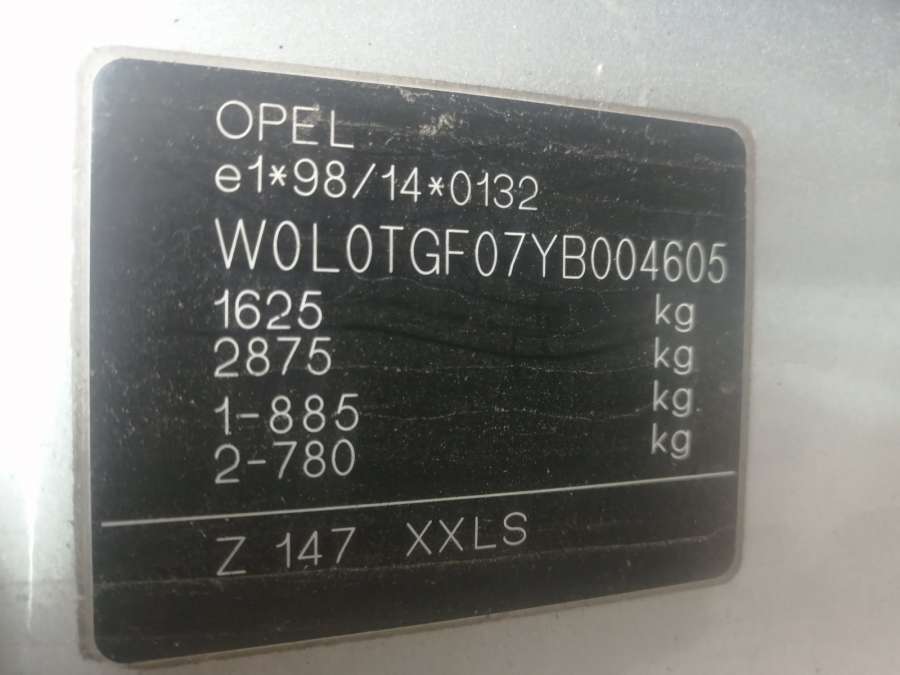 OPEL
e1*98/14*0132
W0L0TGF07YB004605
1625 kg
2875 kg
1-885 kg
2-780 kg
Z 147 XXLS